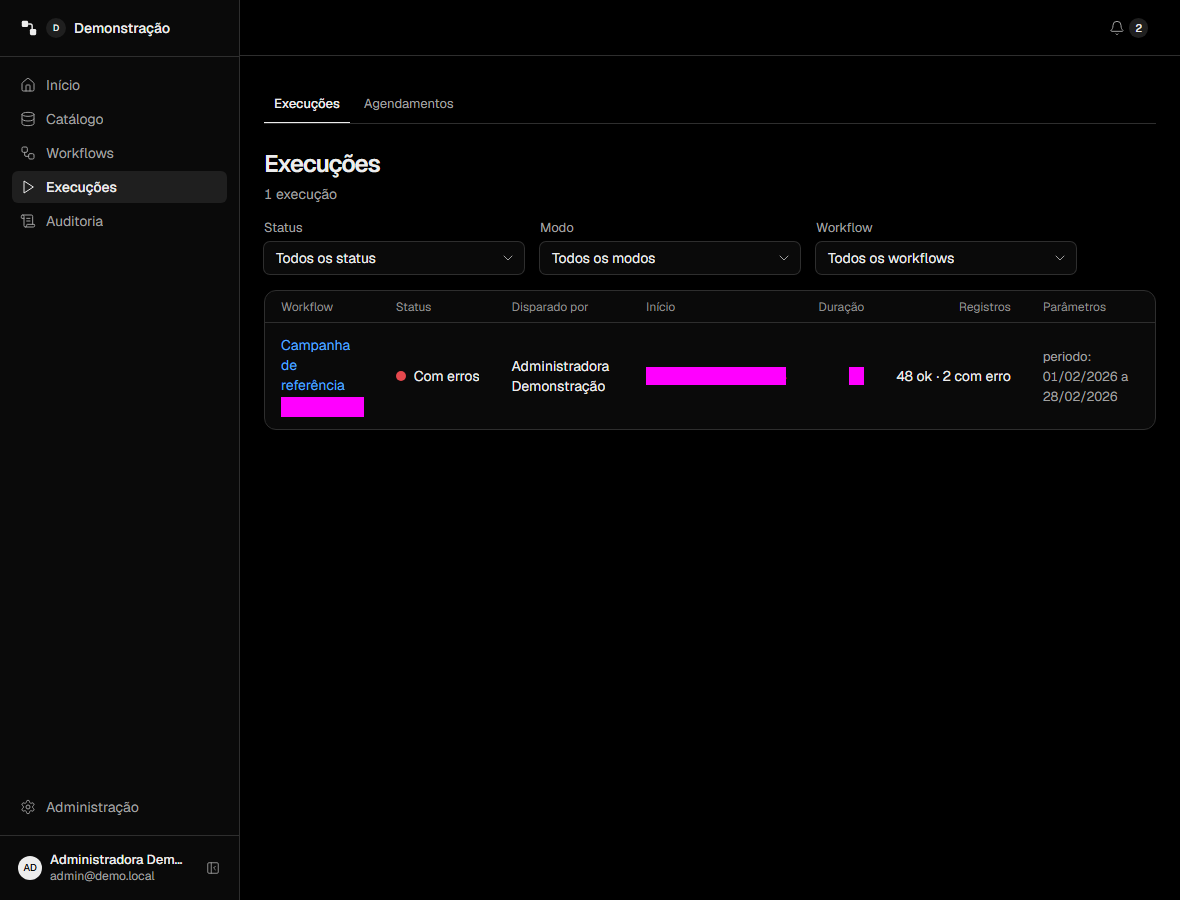 D Demonstração
2
Início
Catálogo
Workflows
Execuções
Auditoria
Execuções Agendamentos
Execuções
1 execução
Status Modo Workflow
Todos os status Todos os modos Todos os workflows
Workflow Status Disparado por Início Duração Registros Parâmetros
Campanha
de
referência
Com erros
Administradora
Demonstração
48 ok · 2 com erro
periodo:
01/02/2026 a
28/02/2026
Administração
AD
Administradora Dem...
admin@demo.local